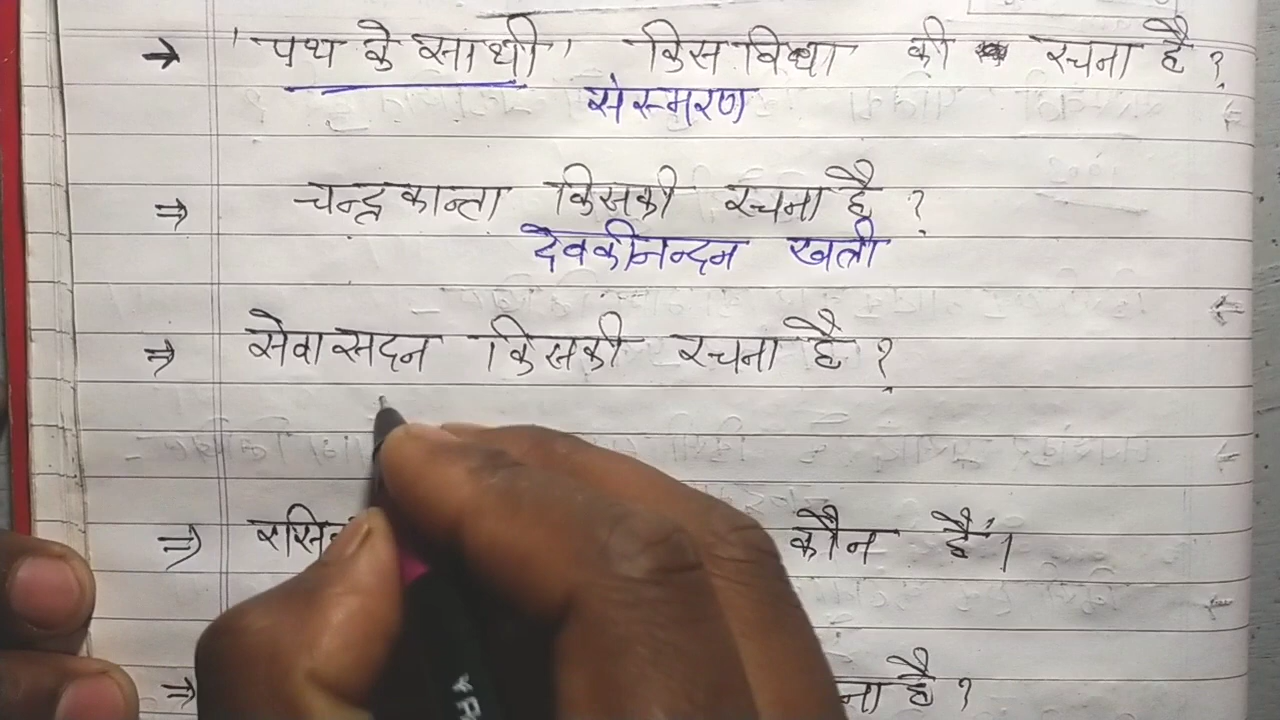 → 'पथ के साथी' किस विधा की रचना है?
संस्मरण
⇒ चन्द्रकान्ता किसकी रचना है?
देवकीनन्दन खत्री
⇒ सेवासदन किसकी रचना है?
⇒ कौन हैं।
⇒ है?